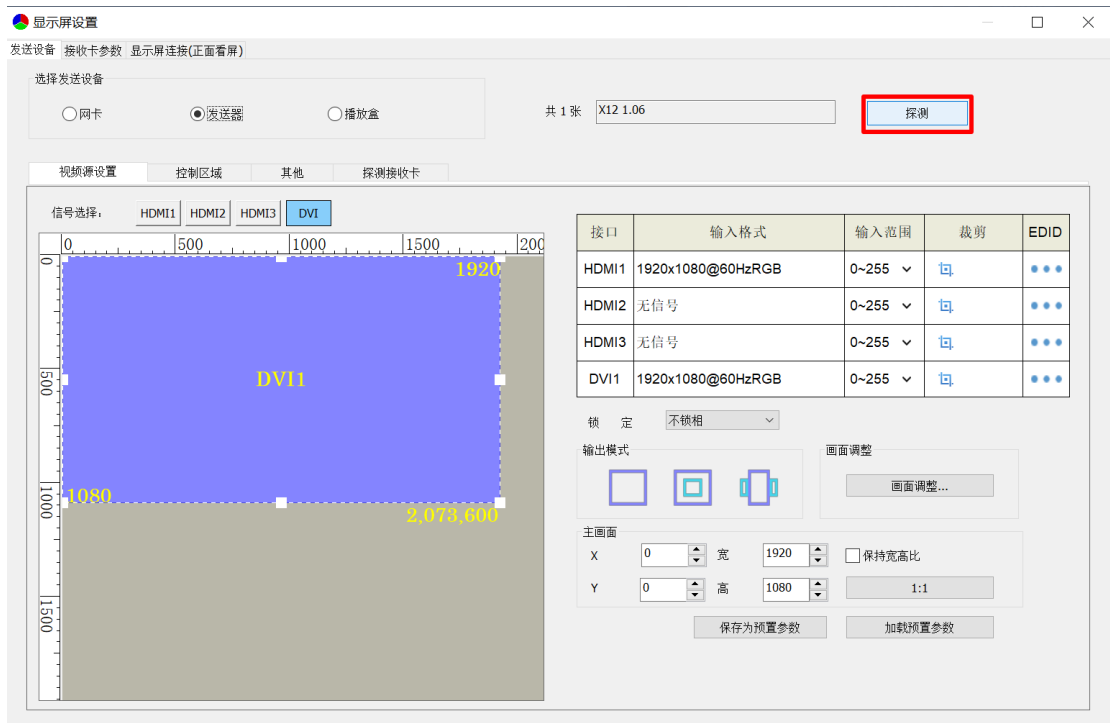 显示屏设置
发送设备 接收卡参数 显示屏连接(正面看屏)
选择发送设备
网卡 发送器 播放盒 共 1 张 X12 1.06 探测
视频源设置 控制区域 其他 探测接收卡
信号选择: HDMI1 HDMI2 HDMI3 DVI
0 500 1000 1500 200
0
500
1000
1500
1920
DVI1
1080
2,073,600
接口 输入格式 输入范围 裁剪 EDID
HDMI1 1920x1080@60HzRGB 0~255
HDMI2 无信号 0~255
HDMI3 无信号 0~255
DVI1 1920x1080@60HzRGB 0~255
锁 定 不锁相
输出模式 画面调整
画面调整...
主画面
X 0 宽 1920 保持宽高比
Y 0 高 1080 1:1
保存为预置参数 加载预置参数